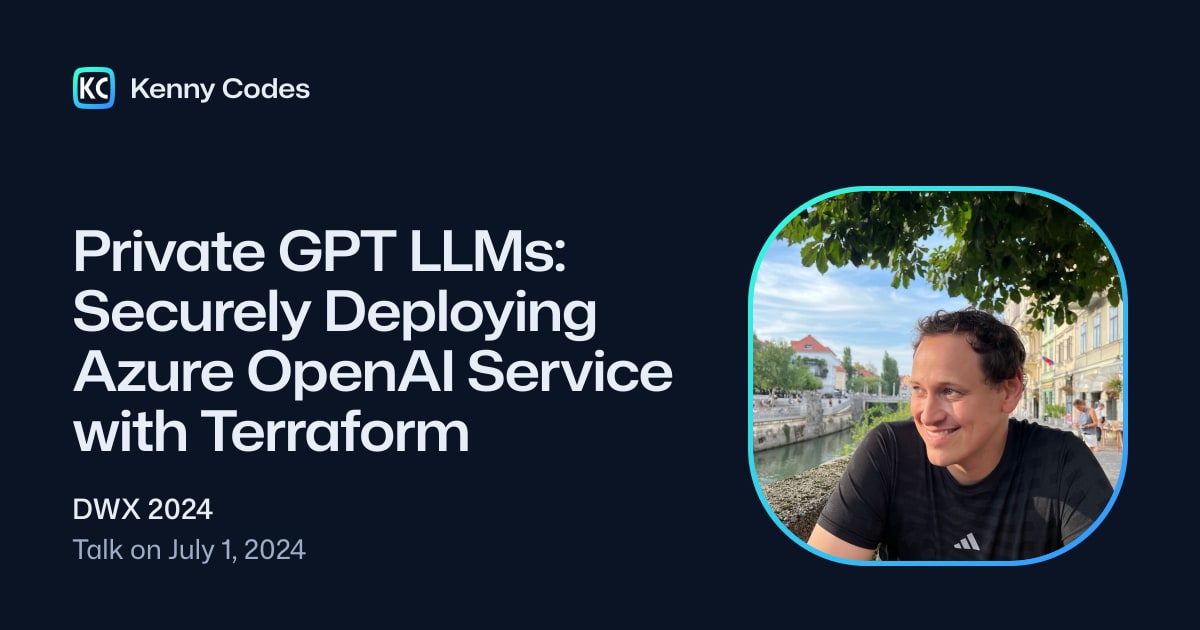 KC
Kenny Codes
Private GPT LLMs:
Securely Deploying
Azure OpenAI Service
with Terraform
DWX 2024
Talk on July 1, 2024